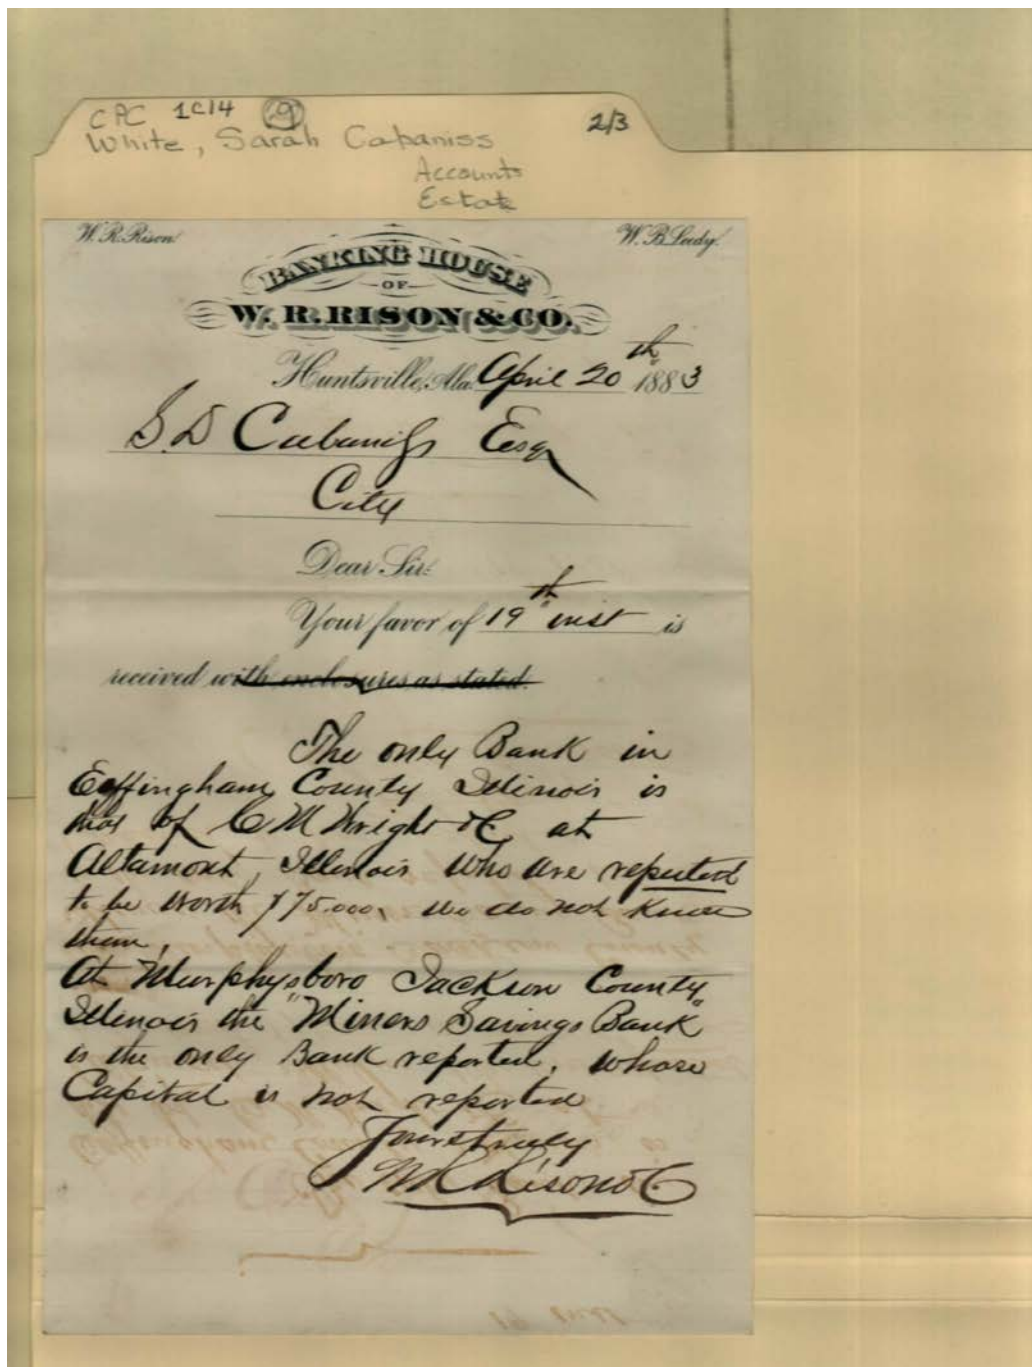 CPC 1C14 (9) 2/3
White, Sarah Cabaniss
Accounts
Estate
W. R. Rison. W. B. Leedy.
BANKING HOUSE
OF
W. R. RISON & CO.
Huntsville, Ala. April 20th 1883
S. D Cabaniss Esq
City
Dear Sir:
Your favor of 19th inst is
received with enclosures as stated.
The only Bank in
Effingham County Illinois is
that of C M Wright & C at
Altamont, Illinois who are reputed
to be worth $75.000, we do not know
them.
At Murphysboro Jackson County
Illinois the "Miners Savings Bank"
is the only Bank reported, whose
Capital is not reported
Yours truly
W R Rison & C
19 inst